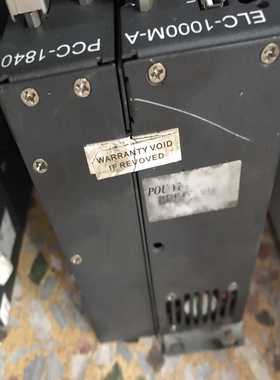 PCC-1840
ELC-1000M-A
WARRANTY VOID
IF REVOVED